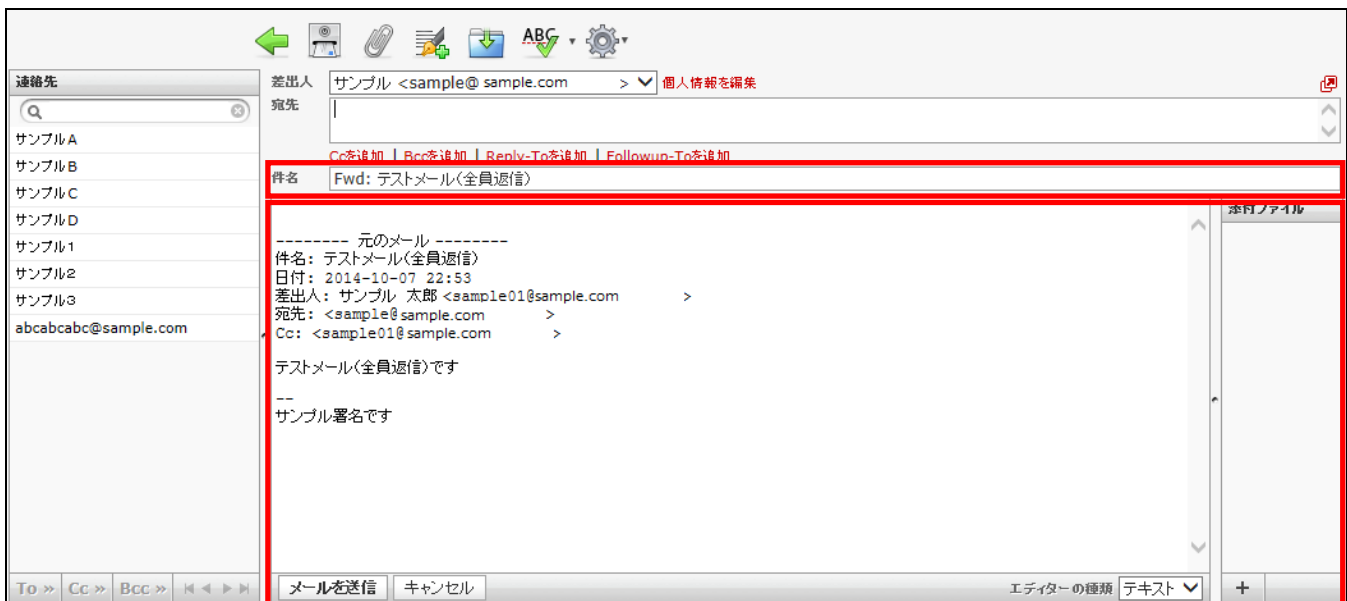 ABC
連絡先
サンプルA
サンプルB
サンプルC
サンプルD
サンプル1
サンプル2
サンプル3
abcabcabc@sample.com
To » Cc » Bcc »
差出人 サンプル <sample@ sample.com > 個人情報を編集
宛先
Ccを追加 | Bccを追加 | Reply-Toを追加 | Followup-Toを追加
件名 Fwd: テストメール(全員返信)
-------- 元のメール --------
件名: テストメール(全員返信)
日付: 2014-10-07 22:53
差出人: サンプル 太郎 <sample01@sample.com >
宛先: <sample@ sample.com >
Cc: <sample01@ sample.com >
テストメール(全員返信)です
--
サンプル署名です
添付ファイル
メールを送信 キャンセル エディターの種類 テキスト +